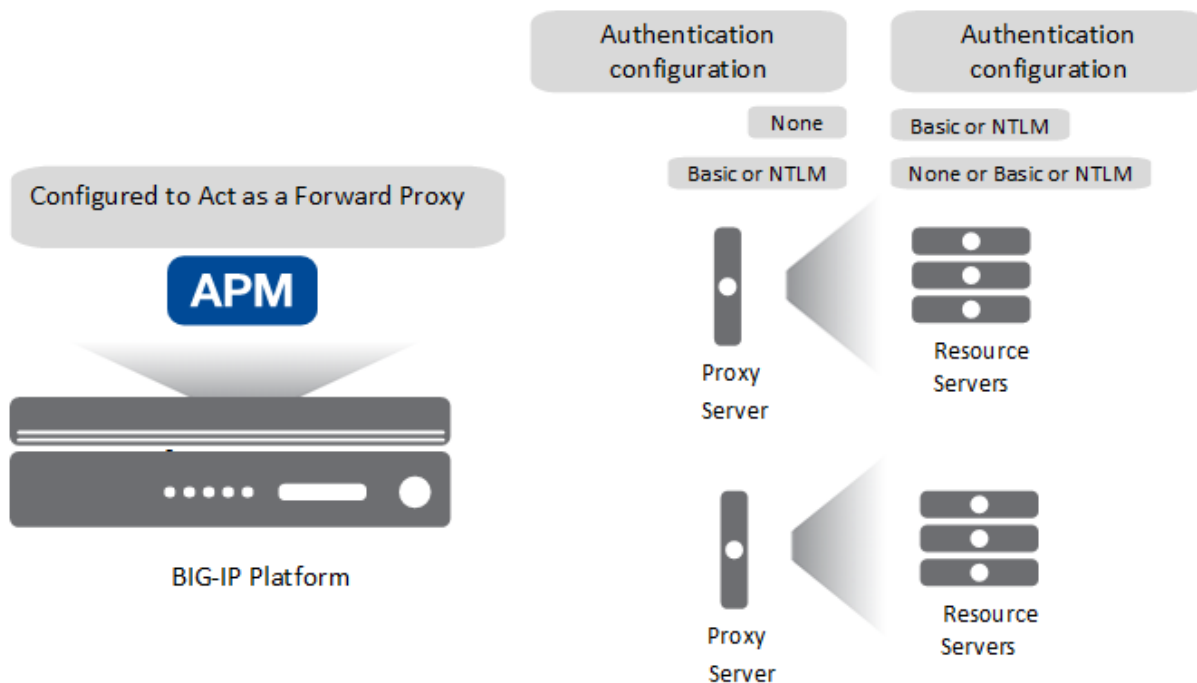 Authentication
configuration
Authentication
configuration
None
Basic or NTLM
Basic or NTLM
None or Basic or NTLM
Configured to Act as a Forward Proxy
APM
BIG-IP Platform
Proxy
Server
Resource
Servers
Proxy
Server
Resource
Servers